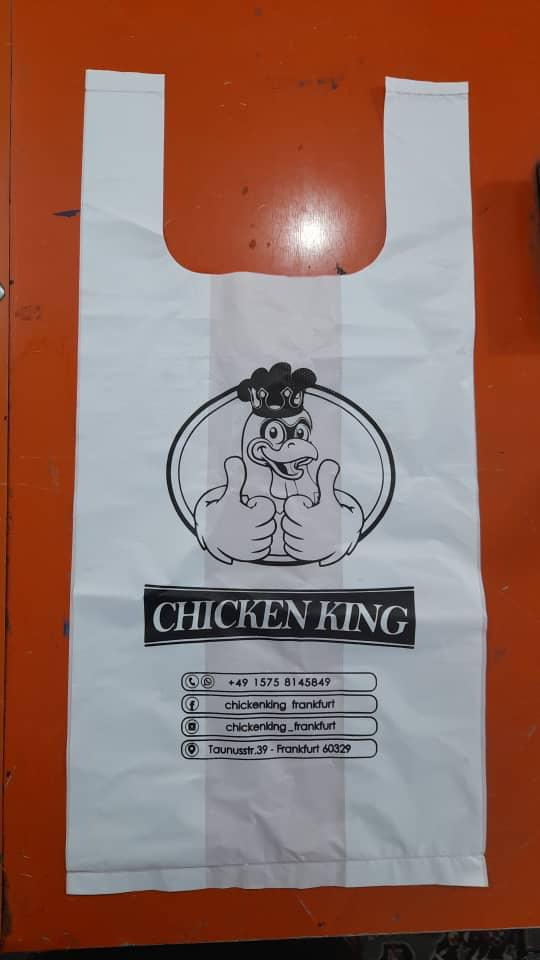 CHICKEN KING
+49 1575 8145849
chickenking frankfurt
chickenking_frankfurt
Taunusstr.39 - Frankfurt 60329